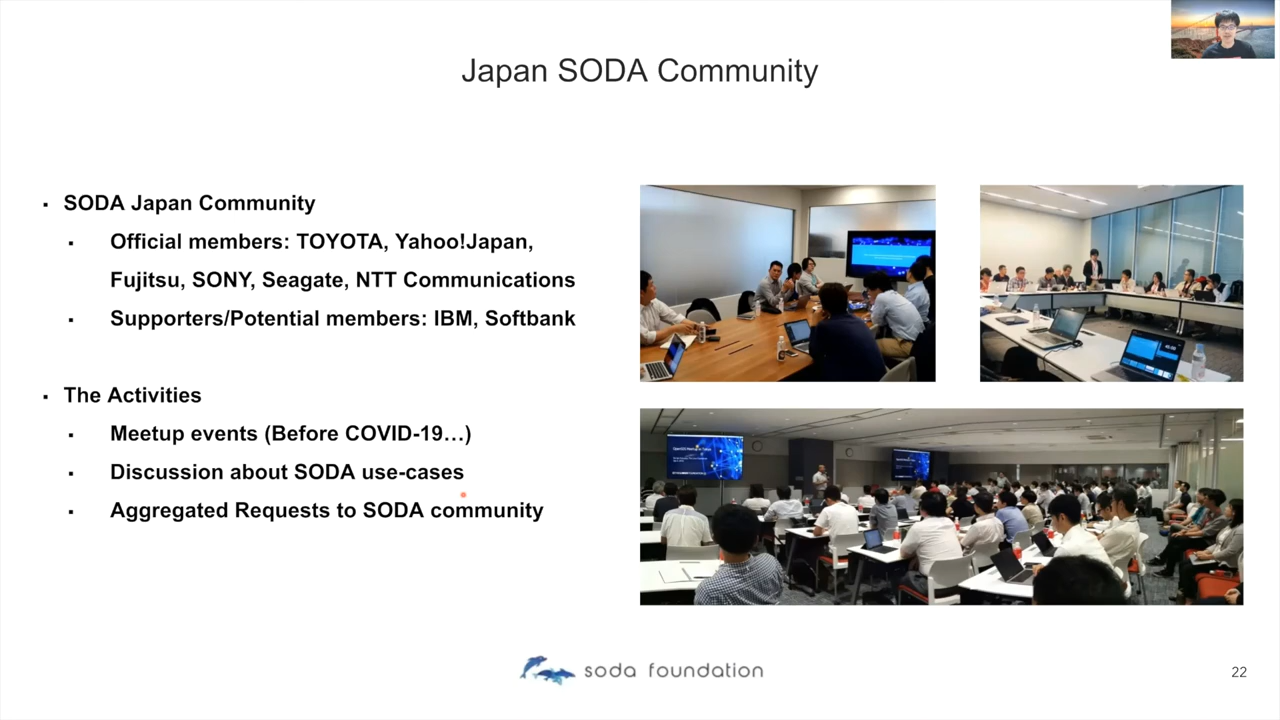 Japan SODA Community
▪ SODA Japan Community
▪ Official members: TOYOTA, Yahoo!Japan,
Fujitsu, SONY, Seagate, NTT Communications
▪ Supporters/Potential members: IBM, Softbank
▪ The Activities
▪ Meetup events (Before COVID-19…)
▪ Discussion about SODA use-cases
▪ Aggregated Requests to SODA community
soda foundation
22